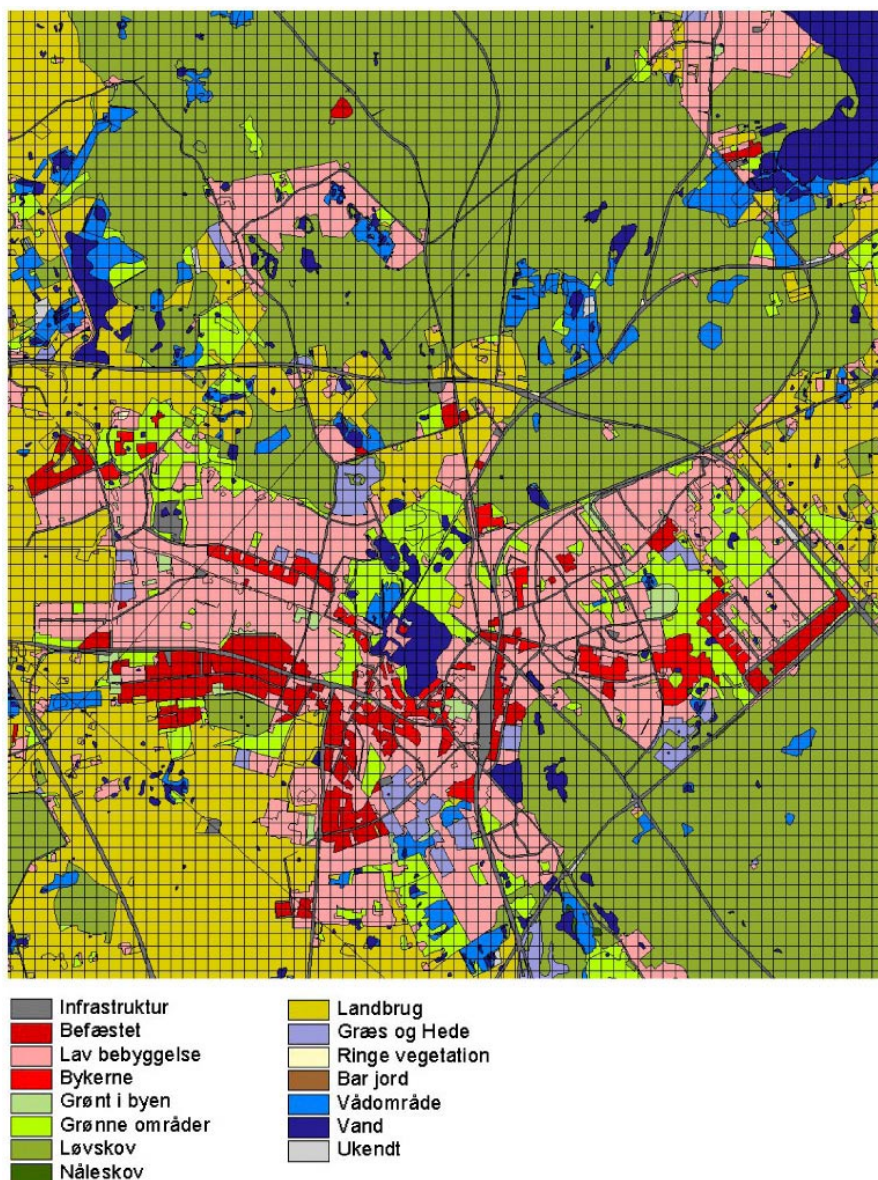 Infrastruktur
Befæstet
Lav bebyggelse
Bykerne
Grønt i byen
Grønne områder
Løvskov
Nåleskov
Landbrug
Græs og Hede
Ringe vegetation
Bar jord
Vådområde
Vand
Ukendt